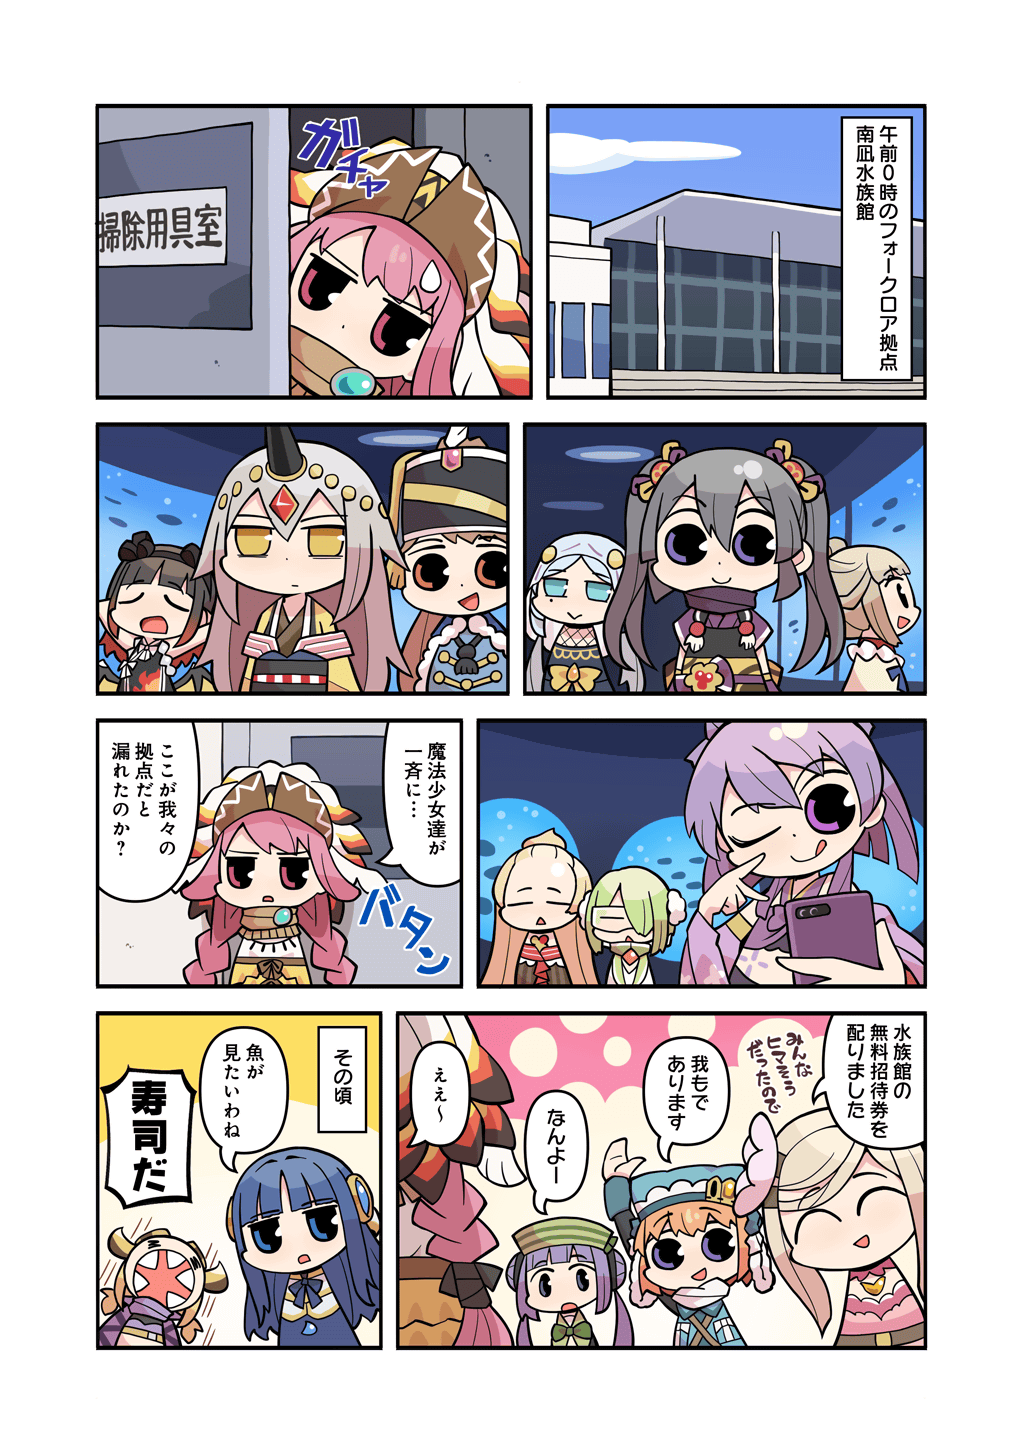 午前0時のフォークロア拠点
南凪水族館
ガチャ
掃除用具室
魔法少女達が
一斉に…
ここが我々の
拠点だと
漏れたのか?
バタン
水族館の
無料招待券を
配りました
みんな
ヒマそう
だったので
我もで
あります
なんよー
ええ~
その頃
魚が
見たいわね
寿司だ